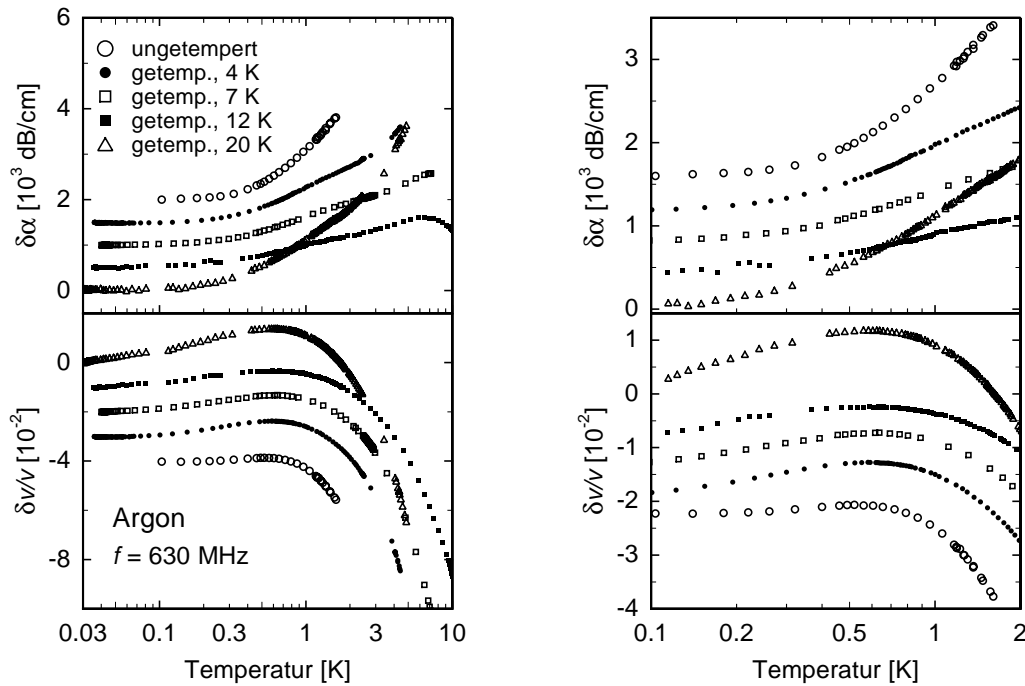 6
4
2
0
δα [10³ dB/cm]
ungetempert
getemp., 4 K
getemp., 7 K
getemp., 12 K
getemp., 20 K
0
-4
-8
δv/v [10⁻²]
Argon
f = 630 MHz
0.03 0.1 0.3 1 3 10
Temperatur [K]
3
2
1
0
δα [10³ dB/cm]
1
0
-1
-2
-3
-4
δv/v [10⁻²]
0.1 0.2 0.5 1 2
Temperatur [K]